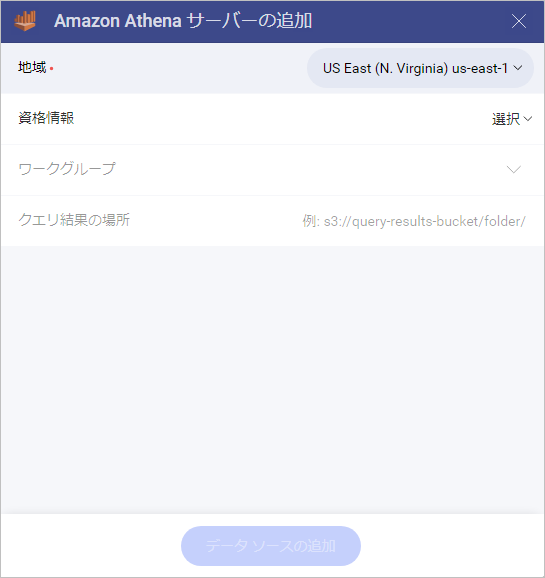 Amazon Athena サーバーの追加
地域 • US East (N. Virginia) us-east-1
資格情報 選択
ワークグループ
クエリ結果の場所 例: s3://query-results-bucket/folder/
データ ソースの追加